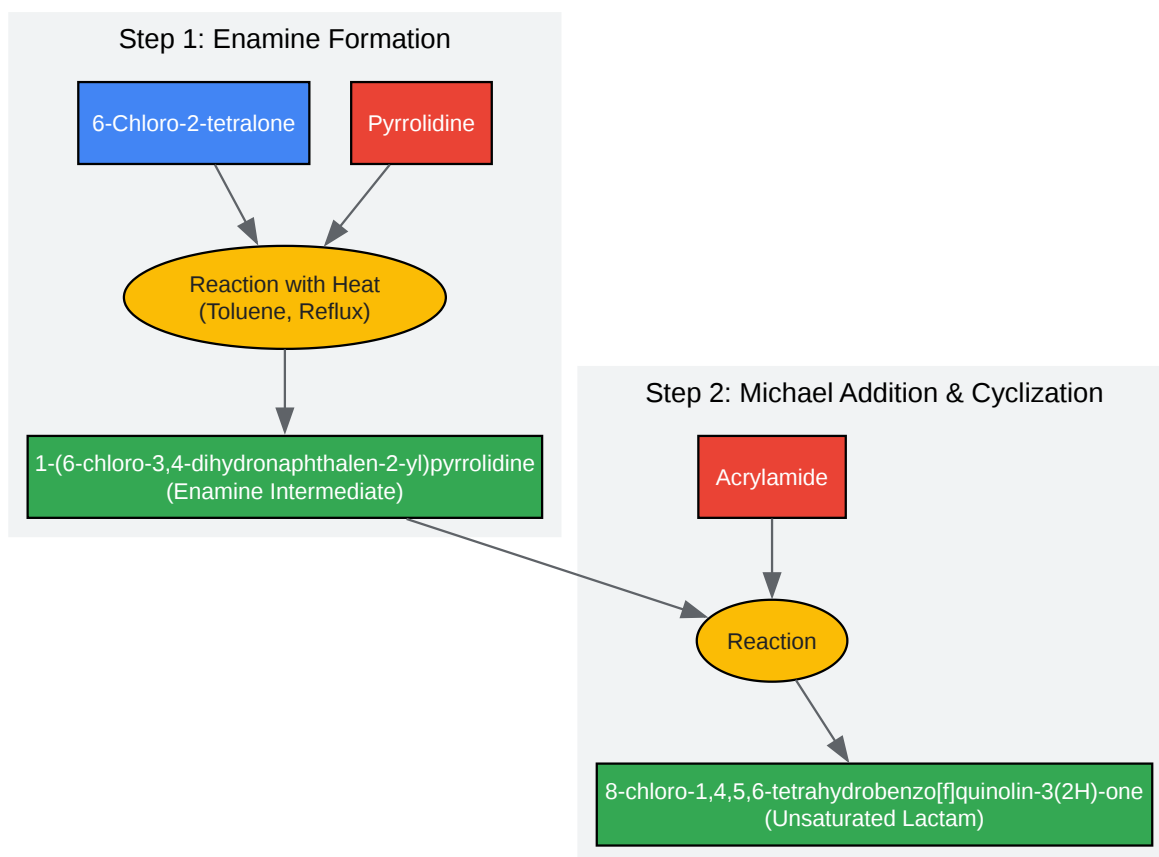 Step 1: Enamine Formation
6-Chloro-2-tetralone
Pyrrolidine
Reaction with Heat
(Toluene, Reflux)
1-(6-chloro-3,4-dihydronaphthalen-2-yl)pyrrolidine
(Enamine Intermediate)
Step 2: Michael Addition & Cyclization
Acrylamide
Reaction
8-chloro-1,4,5,6-tetrahydrobenzo[f]quinolin-3(2H)-one
(Unsaturated Lactam)